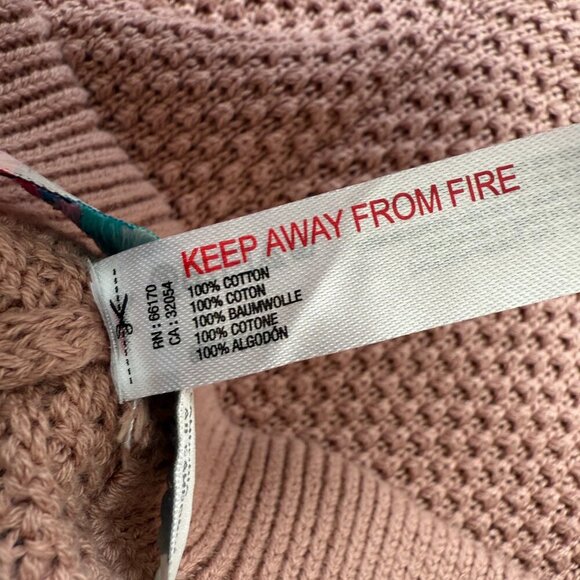 KEEP AWAY FROM FIRE
100% COTTON
100% COTON
100% BAUMWOLLE
100% COTONE
100% ALGODÓN
RN : 66170
CA : 32054